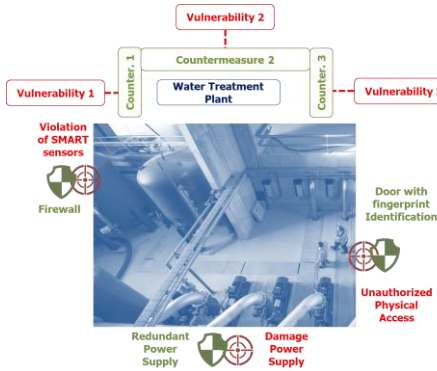 Vulnerability 2
Counter. 1
Countermeasure 2
Counter. 3
Vulnerability 1
Water Treatment
Plant
Vulnerability
Violation
of SMART
sensors
Firewall
Door with
fingerprint
Identification
Unauthorized
Physical
Access
Redundant
Power
Supply
Damage
Power
Supply